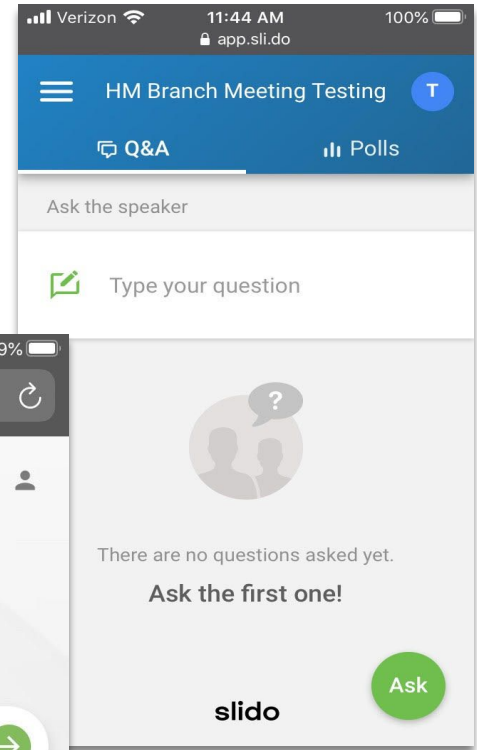 Verizon 11:44 AM 100%
app.sli.do
HM Branch Meeting Testing T
Q&A Polls
Ask the speaker
Type your question
9%
?
There are no questions asked yet.
Ask the first one!
Ask
slido